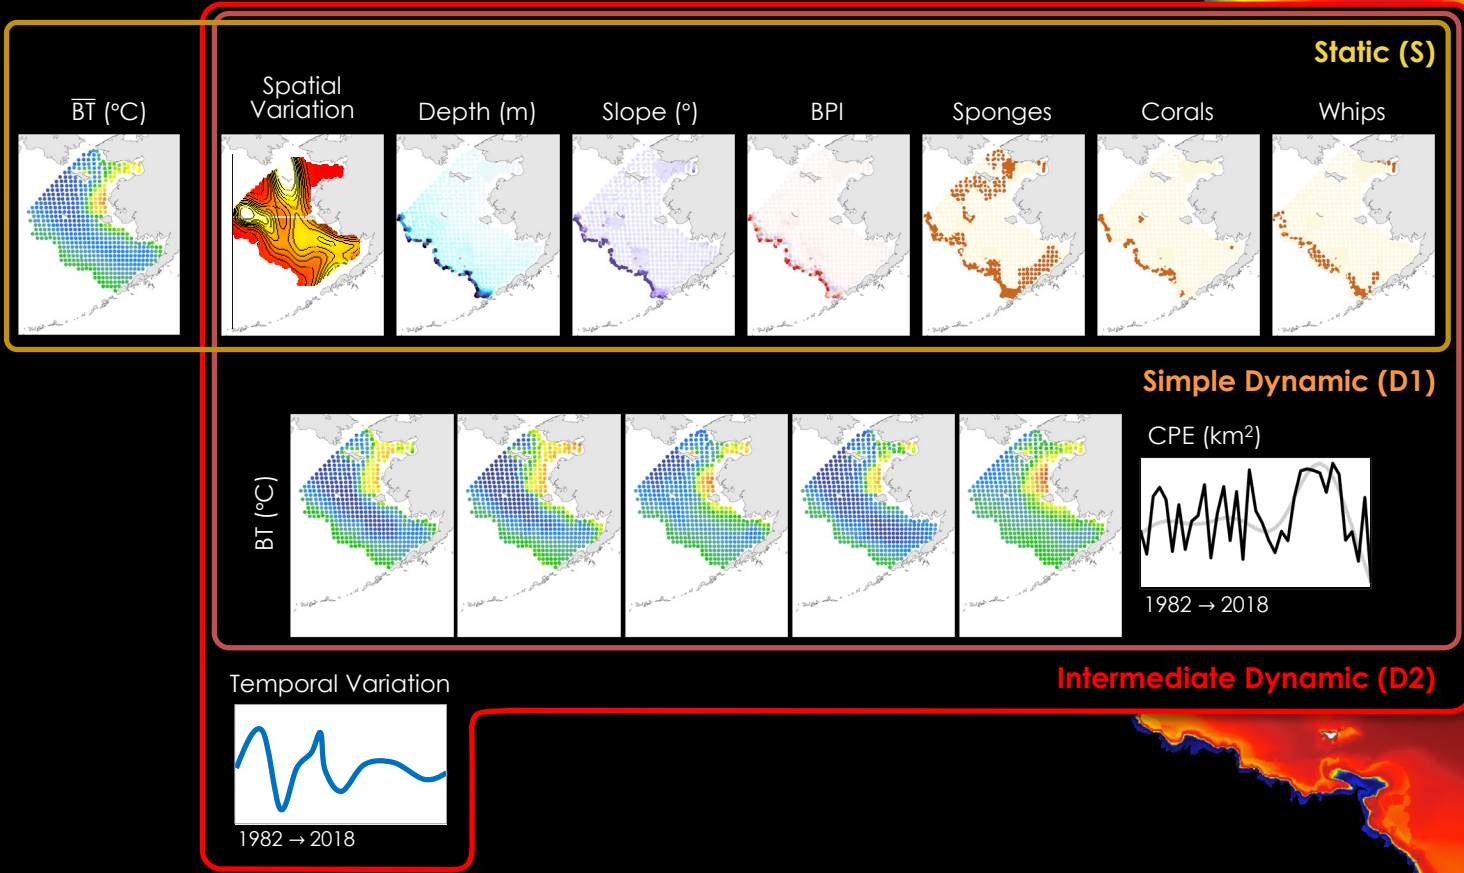 Static (S)
B̅T̅ (°C)
Spatial
Variation
Depth (m)
Slope (°)
BPI
Sponges
Corals
Whips
Simple Dynamic (D1)
BT (°C)
CPE (km²)
1982 → 2018
Intermediate Dynamic (D2)
Temporal Variation
1982 → 2018